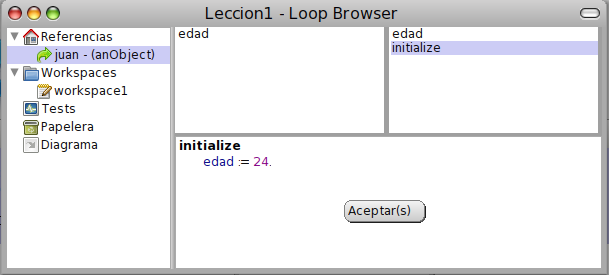 Leccion1 - Loop Browser
Referencias
juan - (anObject)
Workspaces
workspace1
Tests
Papelera
Diagrama
edad
edad
initialize
initialize
edad := 24.
Aceptar(s)